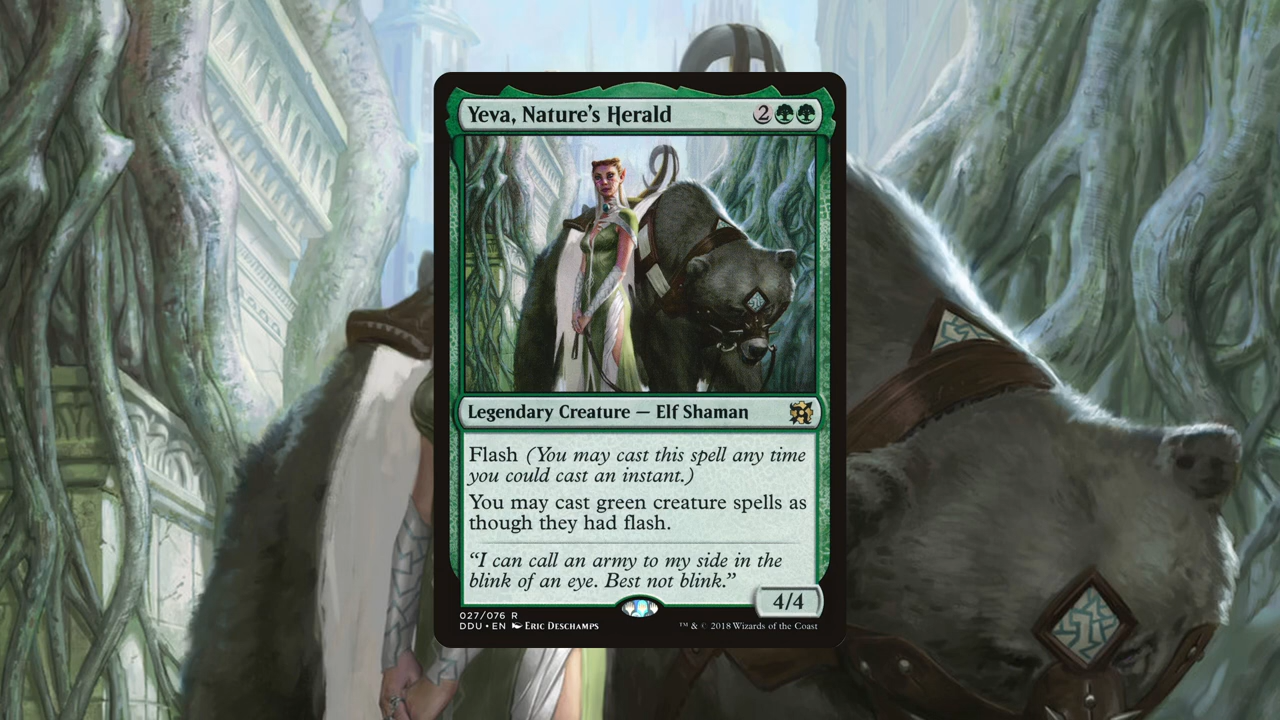 Yeva, Nature's Herald 2
Legendary Creature — Elf Shaman
Flash (You may cast this spell any time
you could cast an instant.)
You may cast green creature spells as
though they had flash.
“I can call an army to my side in the
blink of an eye. Best not blink.”
4/4
027/076 R
DDU • EN Eric Deschamps
™ & © 2018 Wizards of the Coast